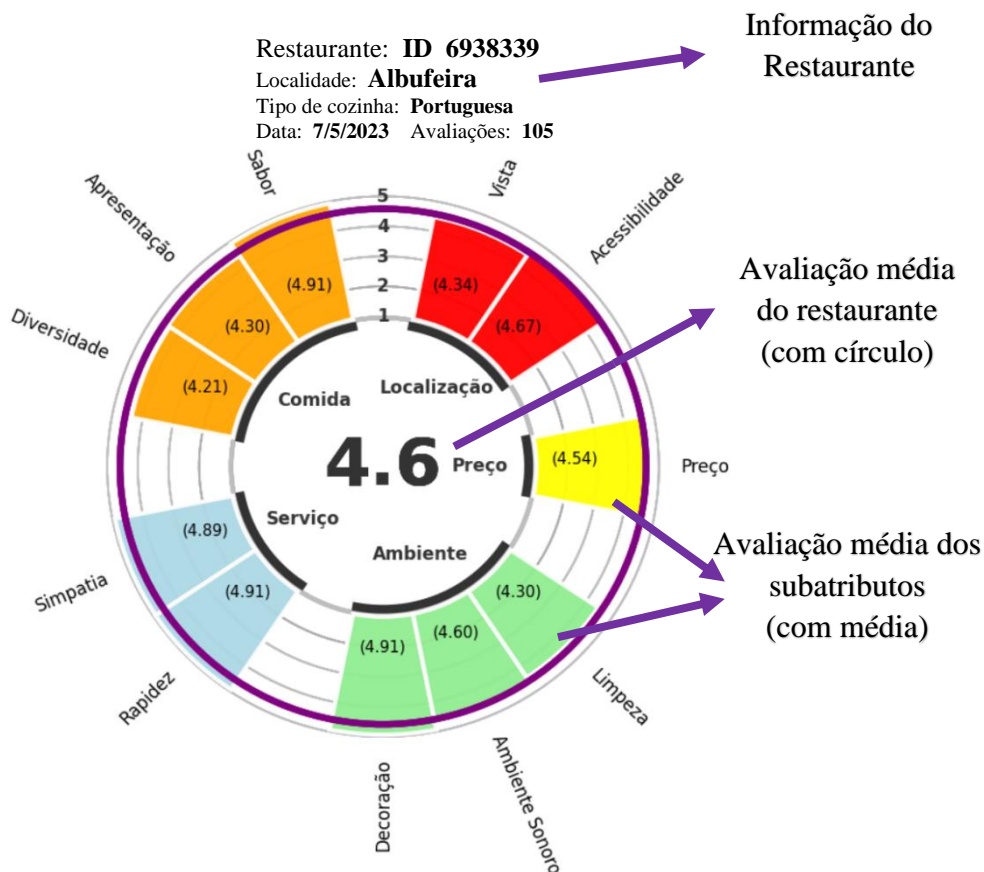 Restaurante: ID 6938339
Localidade: Albufeira
Tipo de cozinha: Portuguesa
Data: 7/5/2023 Avaliações: 105
Informação do
Restaurante
Sabor
Apresentação
Diversidade
Vista
Acessibilidade
5
4
3
2
1
(4.91)
(4.30)
(4.21)
(4.34)
(4.67)
Avaliação média
do restaurante
(com círculo)
Comida
Localização
4.6
Preço
(4.54)
Preço
Serviço
Ambiente
(4.89)
(4.91)
(4.91)
(4.60)
(4.30)
Avaliação média dos
subatributos
(com média)
Simpatia
Rapidez
Decoração
Ambiente Sonoro
Limpeza